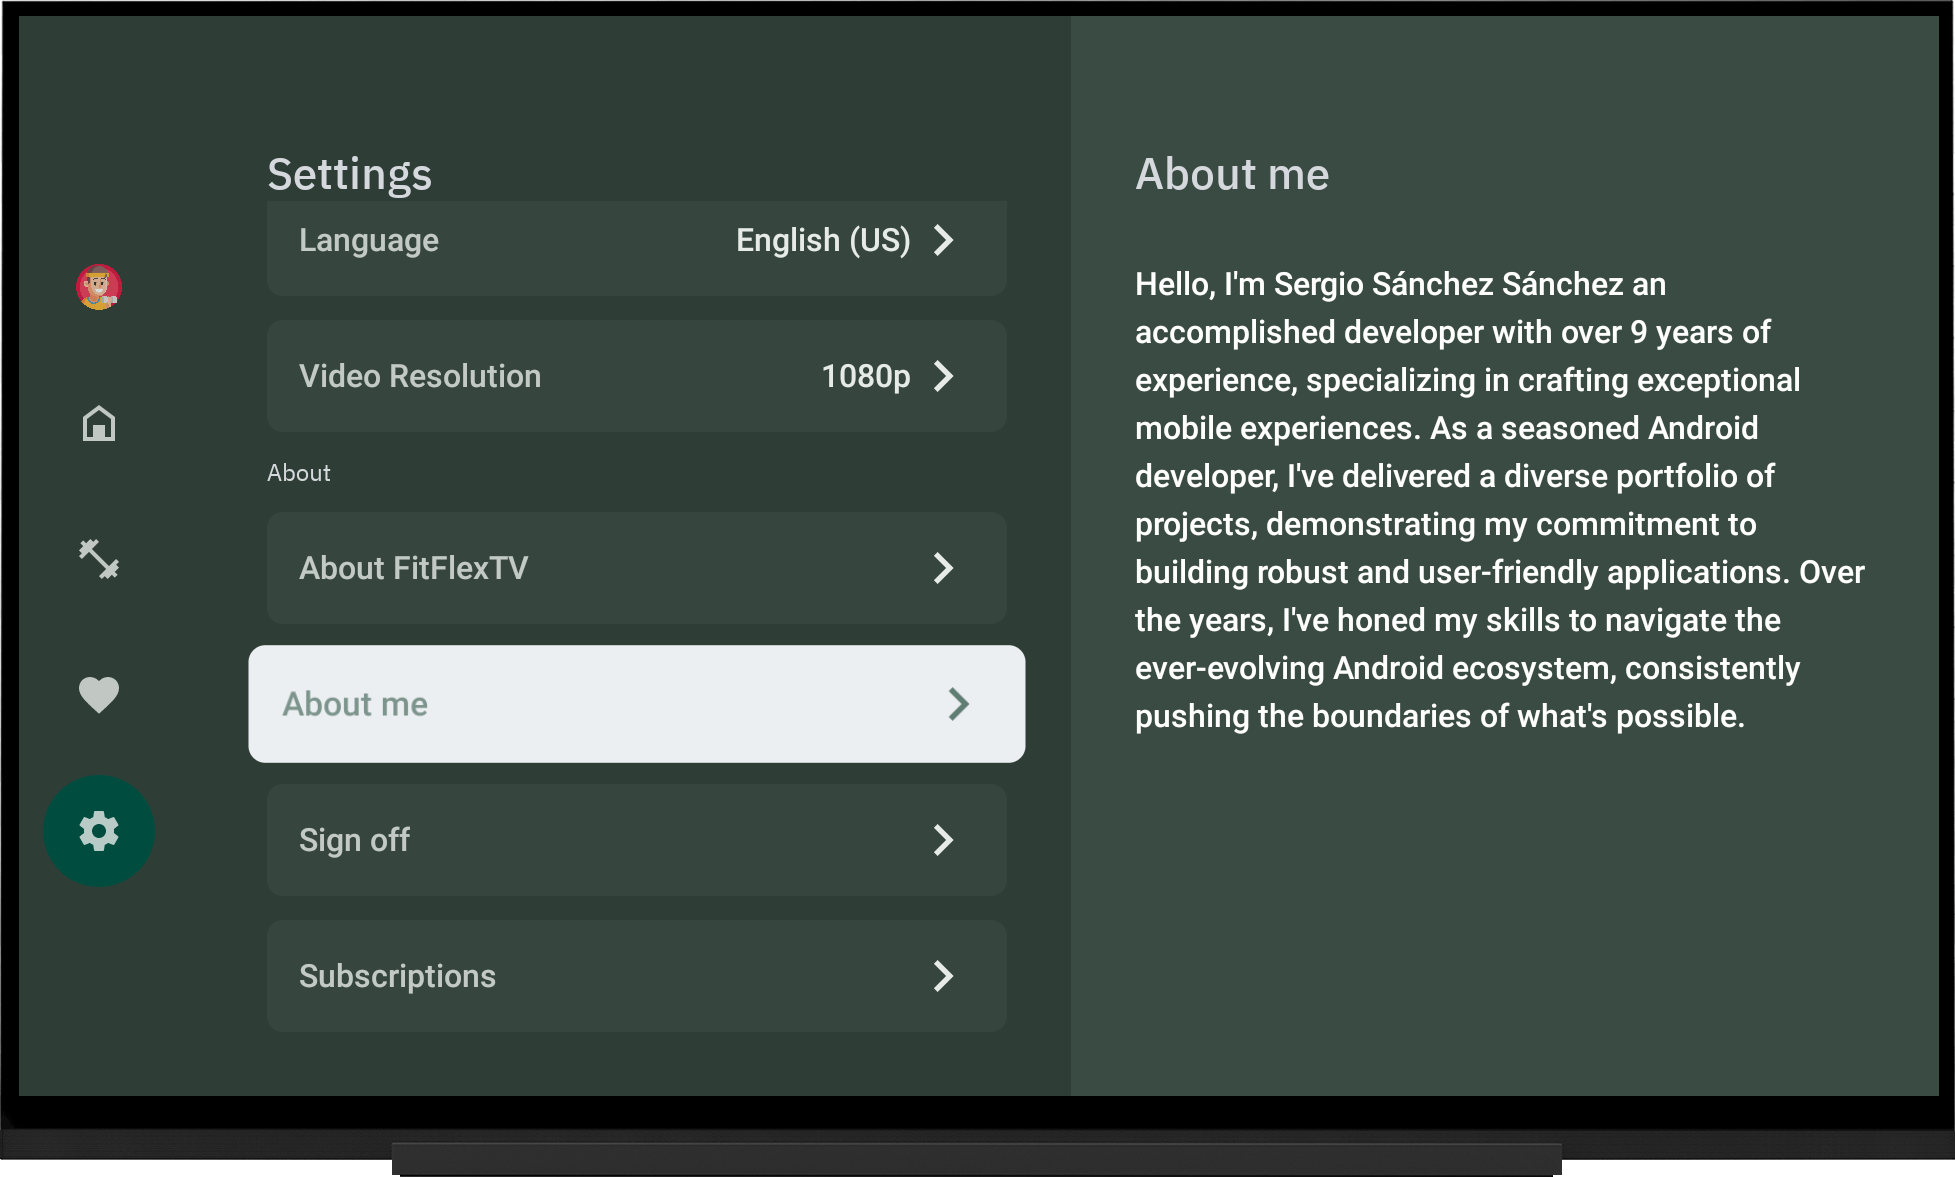 Settings
Language
English (US)
Video Resolution
1080p
About
About FitFlexTV
About me
Sign off
Subscriptions
About me
Hello, I'm Sergio Sánchez Sánchez an
accomplished developer with over 9 years of
experience, specializing in crafting exceptional
mobile experiences. As a seasoned Android
developer, I've delivered a diverse portfolio of
projects, demonstrating my commitment to
building robust and user-friendly applications. Over
the years, I've honed my skills to navigate the
ever-evolving Android ecosystem, consistently
pushing the boundaries of what's possible.